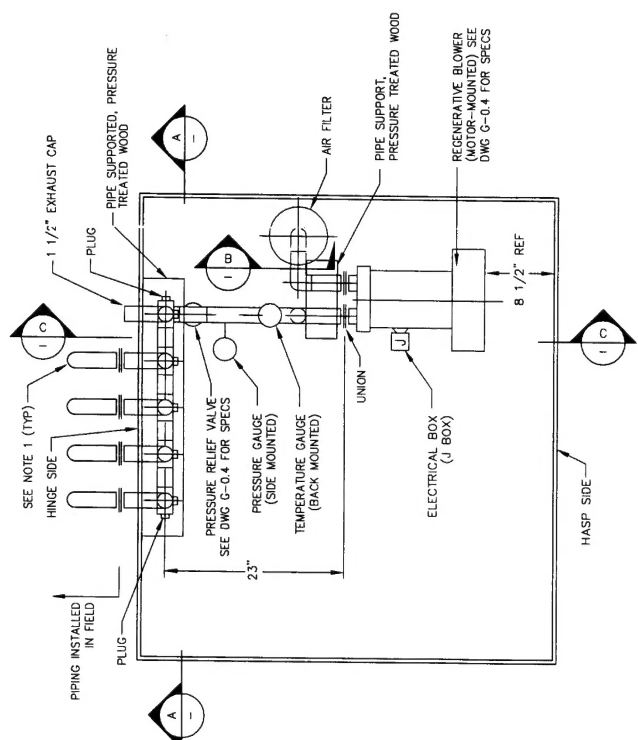 SEE NOTE 1 (TYP)
HINGE SIDE
C
I
1 1/2" EXHAUST CAP
PLUG
PIPE SUPPORTED, PRESSURE
TREATED WOOD
A
I
PIPING INSTALLED
IN FIELD
PLUG
PRESSURE RELIEF VALVE
SEE DWG G-0.4 FOR SPECS
PRESSURE GAUGE
(SIDE MOUNTED)
TEMPERATURE GAUGE
(BACK MOUNTED)
23"
B
I
AIR FILTER
PIPE SUPPORT,
PRESSURE TREATED WOOD
UNION
J
ELECTRICAL BOX
(J BOX)
REGENERATIVE BLOWER
(MOTOR-MOUNTED) SEE
DWG G-0.4 FOR SPECS
8 1/2" REF
A
I
C
I
HASP SIDE